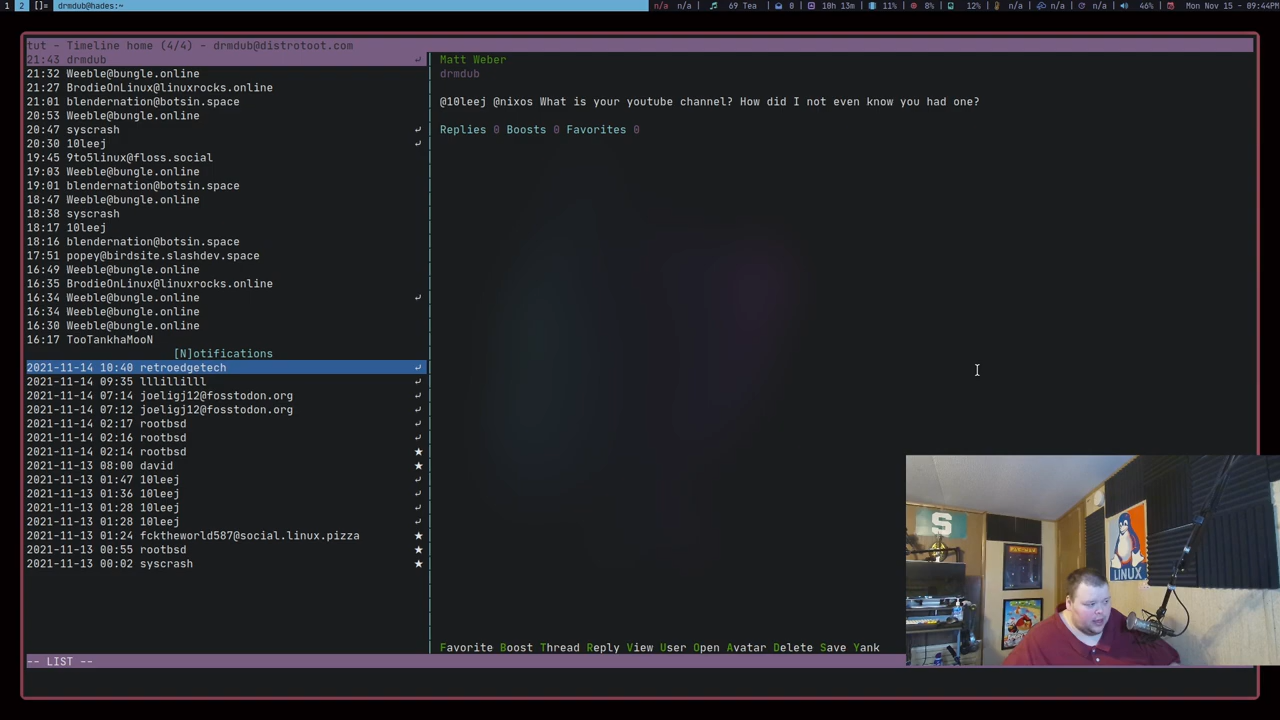 1 2 []= drmdub@hades:~ n/a n/a 69 Tea 0 10h 13m 11% 8% 12% n/a n/a n/a 46% Mon Nov 15 - 09:44PM
tut - Timeline home (4/4) - drmdub@distrotoot.com
21:43 drmdub
21:32 Weeble@bungle.online
21:27 BrodieOnLinux@linuxrocks.online
21:01 blendernation@botsin.space
20:53 Weeble@bungle.online
20:47 syscrash
20:30 10leej
19:45 9to5linux@floss.social
19:03 Weeble@bungle.online
19:01 blendernation@botsin.space
18:47 Weeble@bungle.online
18:38 syscrash
18:17 10leej
18:16 blendernation@botsin.space
17:51 popey@birdsite.slashdev.space
16:49 Weeble@bungle.online
16:35 BrodieOnLinux@linuxrocks.online
16:34 Weeble@bungle.online
16:34 Weeble@bungle.online
16:30 Weeble@bungle.online
16:17 TooTankhaMooN
[N]otifications
2021-11-14 10:40 retroedgetech
2021-11-14 09:35 lllillilll
2021-11-14 07:14 joeligj12@fosstodon.org
2021-11-14 07:12 joeligj12@fosstodon.org
2021-11-14 02:17 rootbsd
2021-11-14 02:16 rootbsd
2021-11-14 02:14 rootbsd
2021-11-13 08:00 david
2021-11-13 01:47 10leej
2021-11-13 01:36 10leej
2021-11-13 01:28 10leej
2021-11-13 01:28 10leej
2021-11-13 01:24 fcktheworld587@social.linux.pizza
2021-11-13 00:55 rootbsd
2021-11-13 00:02 syscrash
Matt Weber
drmdub
@10leej @nixos What is your youtube channel? How did I not even know you had one?
Replies 0 Boosts 0 Favorites 0
Favorite Boost Thread Reply View User Open Avatar Delete Save Yank
-- LIST --
S
LINUX